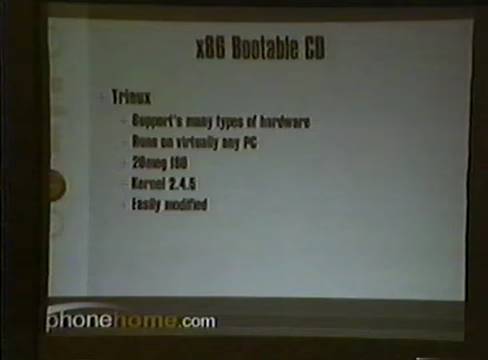 x86 Bootable CD
Trinux
Support's many types of hardware
Runs on virtually any PC
20meg ISO
Kernel 2.4.5
Easily modified
phonehome.com